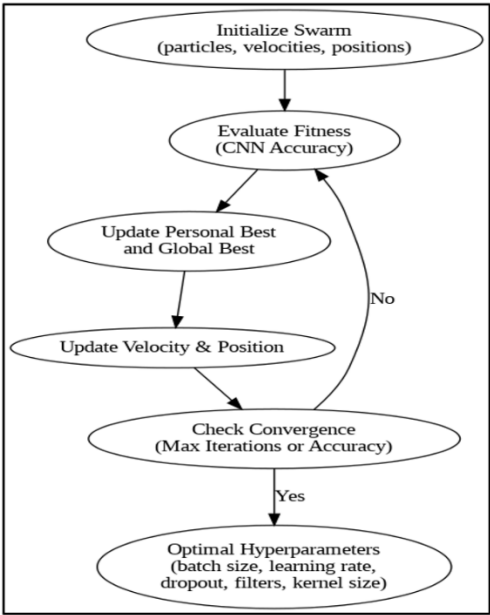 Initialize Swarm
(particles, velocities, positions)
Evaluate Fitness
(CNN Accuracy)
Update Personal Best
and Global Best
Update Velocity & Position
No
Check Convergence
(Max Iterations or Accuracy)
Yes
Optimal Hyperparameters
(batch size, learning rate,
dropout, filters, kernel size)